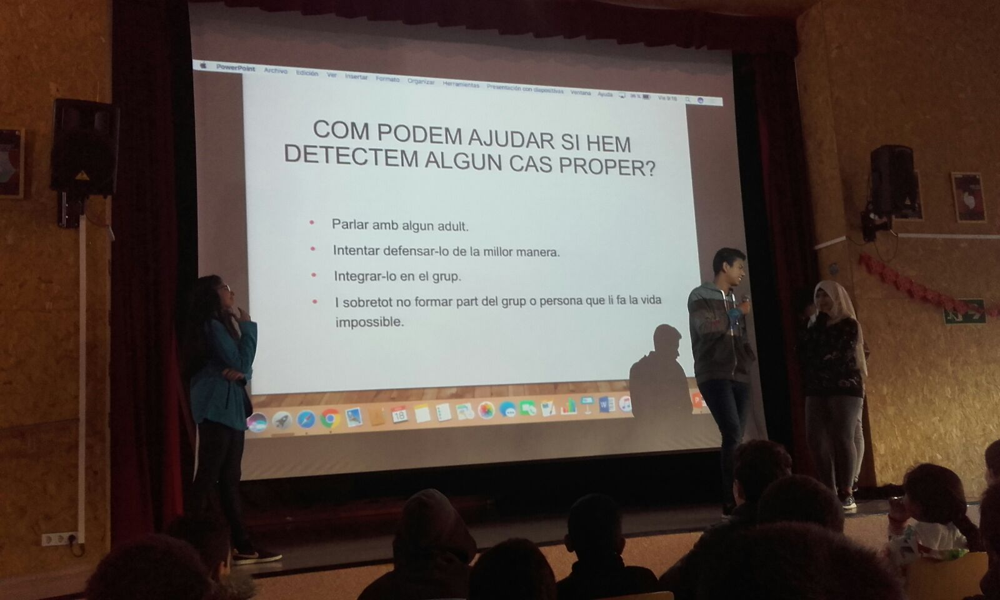 PowerPoint Archivo Edición Ver Insertar Formato Organizar Herramientas Presentación con diapositivas Ventana Ayuda Vie 9:18
COM PODEM AJUDAR SI HEM
DETECTEM ALGUN CAS PROPER?
• Parlar amb algun adult.
• Intentar defensar-lo de la millor manera.
• Integrar-lo en el grup.
• I sobretot no formar part del grup o persona que li fa la vida
impossible.
18
W
P